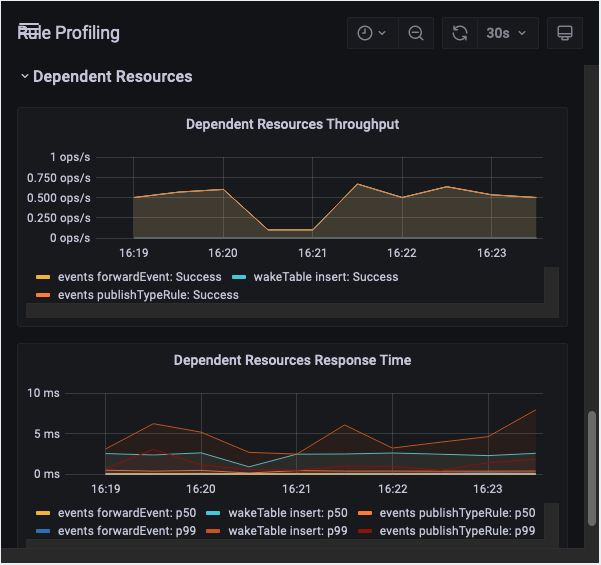 Rule Profiling
30s
Dependent Resources
Dependent Resources Throughput
1 ops/s
0.750 ops/s
0.500 ops/s
0.250 ops/s
0 ops/s
16:19 16:20 16:21 16:22 16:23
events forwardEvent: Success wakeTable insert: Success
events publishTypeRule: Success
Dependent Resources Response Time
10 ms
5 ms
0 ms
16:19 16:20 16:21 16:22 16:23
events forwardEvent: p50 wakeTable insert: p50 events publishTypeRule: p50
events forwardEvent: p99 wakeTable insert: p99 events publishTypeRule: p99